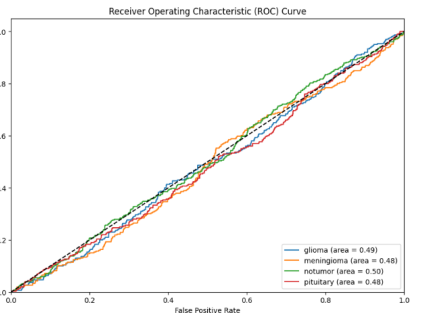 Receiver Operating Characteristic (ROC) Curve
.0
.8
.6
.4
.2
.0
0.0 0.2 0.4 0.6 0.8 1.0
False Positive Rate
glioma (area = 0.49)
meningioma (area = 0.48)
notumor (area = 0.50)
pituitary (area = 0.48)